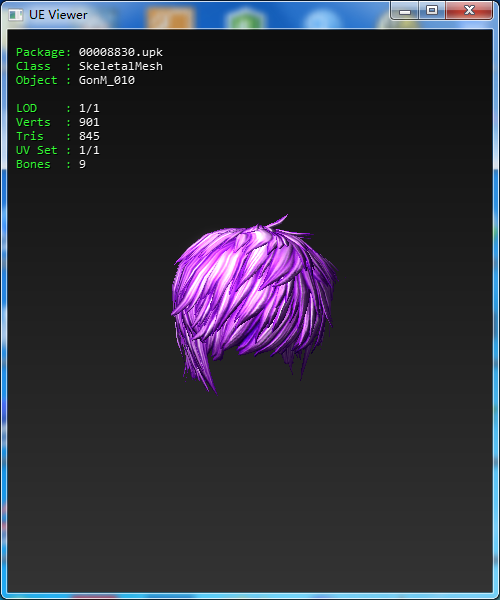 UE Viewer
Package: 00008830.upk
Class : SkeletalMesh
Object : GonM_010
LOD : 1/1
Verts : 901
Tris : 845
UV Set : 1/1
Bones : 9